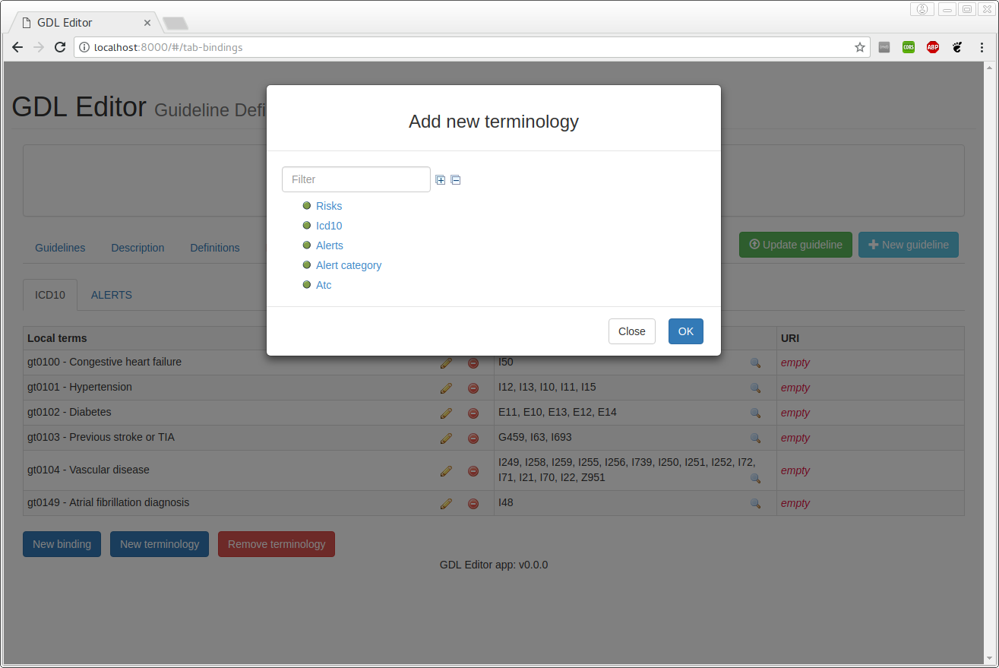 GDL Editor
localhost:8000/#/tab-bindings
CORS
ABP
GDL Editor Guideline Defi
Add new terminology
Filter
Risks
Icd10
Alerts
Alert category
Atc
Close OK
Guidelines Description Definitions Update guideline New guideline
ICD10 ALERTS
Local terms URI
gt0100 - Congestive heart failure I50 empty
gt0101 - Hypertension I12, I13, I10, I11, I15 empty
gt0102 - Diabetes E11, E10, E13, E12, E14 empty
gt0103 - Previous stroke or TIA G459, I63, I693 empty
gt0104 - Vascular disease I249, I258, I259, I255, I256, I739, I250, I251, I252, I72, empty
I71, I21, I70, I22, Z951
gt0149 - Atrial fibrillation diagnosis I48 empty
New binding New terminology Remove terminology
GDL Editor app: v0.0.0